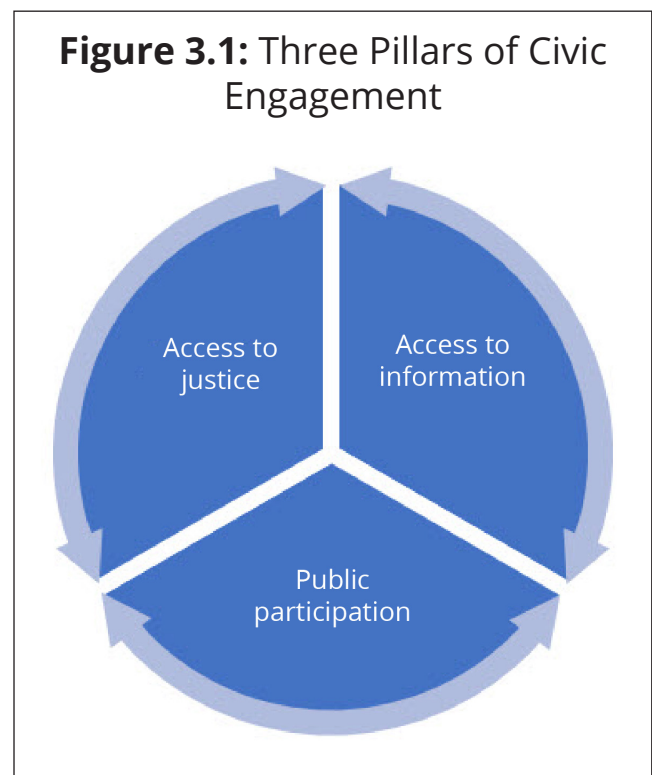 Figure 3.1: Three Pillars of Civic
Engagement
Access to
justice
Access to
information
Public
participation